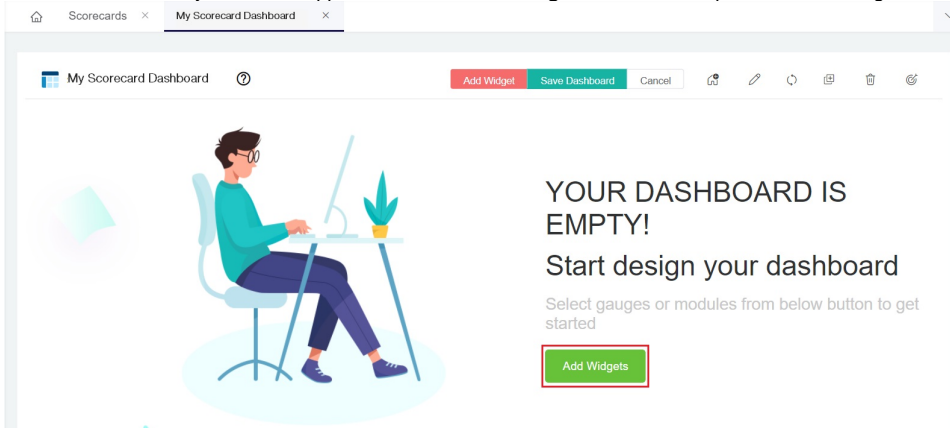 Scorecards
My Scorecard Dashboard
My Scorecard Dashboard
Add Widget Save Dashboard Cancel
YOUR DASHBOARD IS
EMPTY!
Start design your dashboard
Select gauges or modules from below button to get
started
Add Widgets